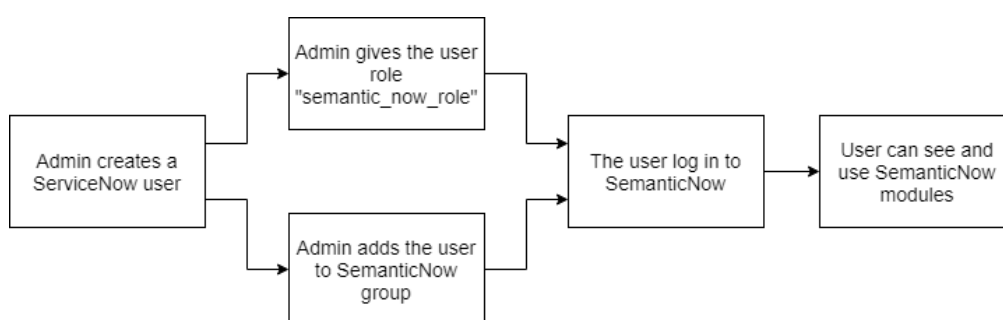 Admin creates a
ServiceNow user
Admin gives the user
role
"semantic_now_role"
Admin adds the user
to SemanticNow
group
The user log in to
SemanticNow
User can see and
use SemanticNow
modules